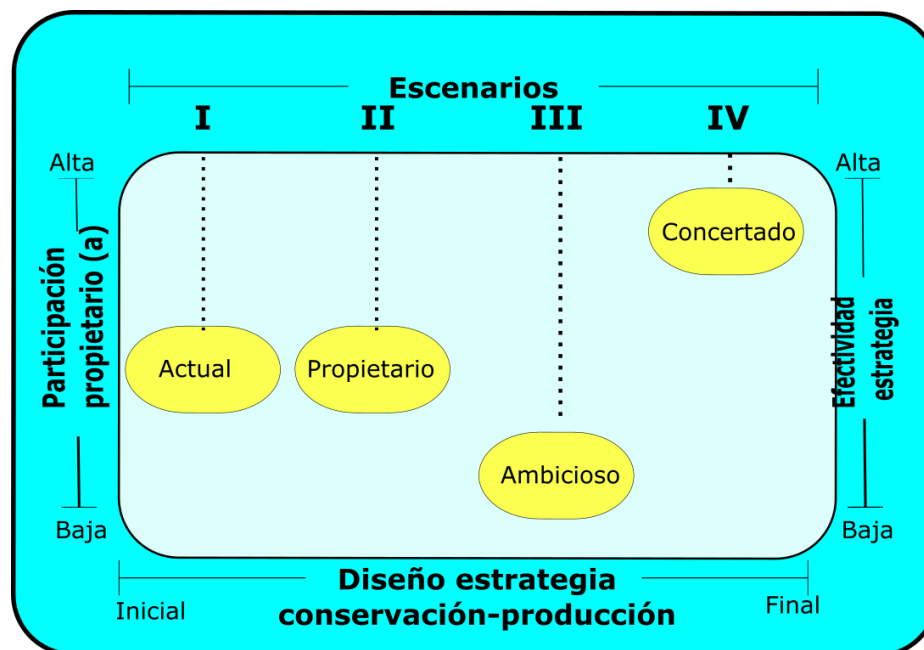 Escenarios
I II III IV
Alta
Alta
Participación
propietario (a)
Efectividad
estrategia
Concertado
Actual
Propietario
Ambicioso
Baja
Baja
Inicial
Diseño estrategia
conservación-producción
Final